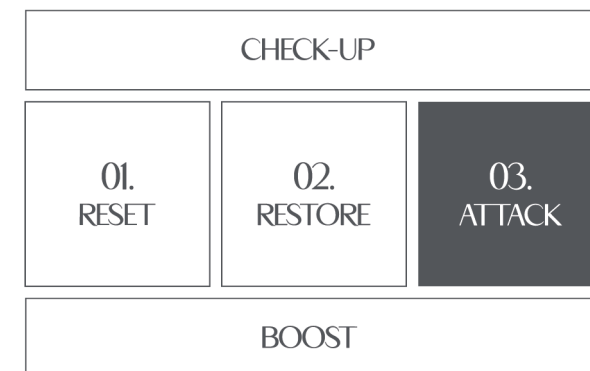 CHECK-UP
01.
RESET
02.
RESTORE
03.
ATTACK
BOOST